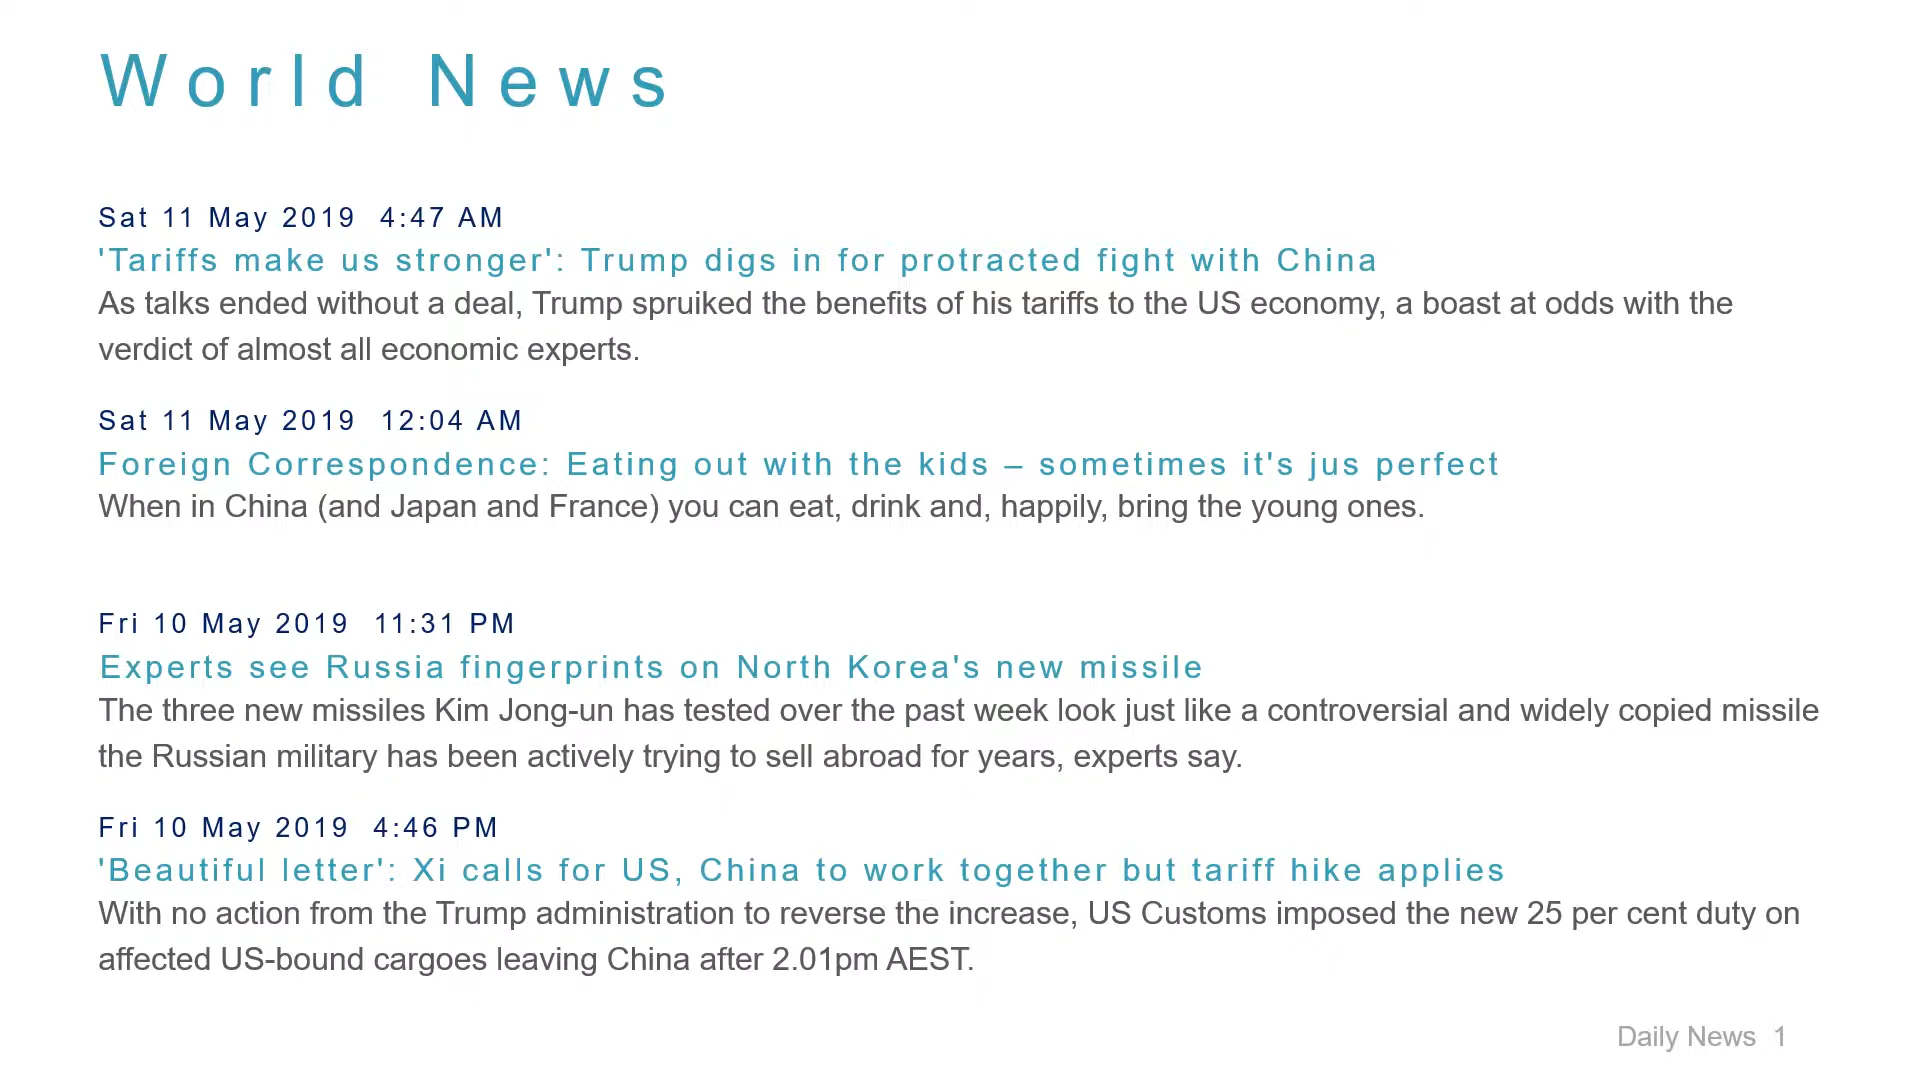 World News
Sat 11 May 2019 4:47 AM
'Tariffs make us stronger': Trump digs in for protracted fight with China
As talks ended without a deal, Trump spruiked the benefits of his tariffs to the US economy, a boast at odds with the
verdict of almost all economic experts.
Sat 11 May 2019 12:04 AM
Foreign Correspondence: Eating out with the kids – sometimes it's jus perfect
When in China (and Japan and France) you can eat, drink and, happily, bring the young ones.
Fri 10 May 2019 11:31 PM
Experts see Russia fingerprints on North Korea's new missile
The three new missiles Kim Jong-un has tested over the past week look just like a controversial and widely copied missile
the Russian military has been actively trying to sell abroad for years, experts say.
Fri 10 May 2019 4:46 PM
'Beautiful letter': Xi calls for US, China to work together but tariff hike applies
With no action from the Trump administration to reverse the increase, US Customs imposed the new 25 per cent duty on
affected US-bound cargoes leaving China after 2.01pm AEST.
Daily News 1